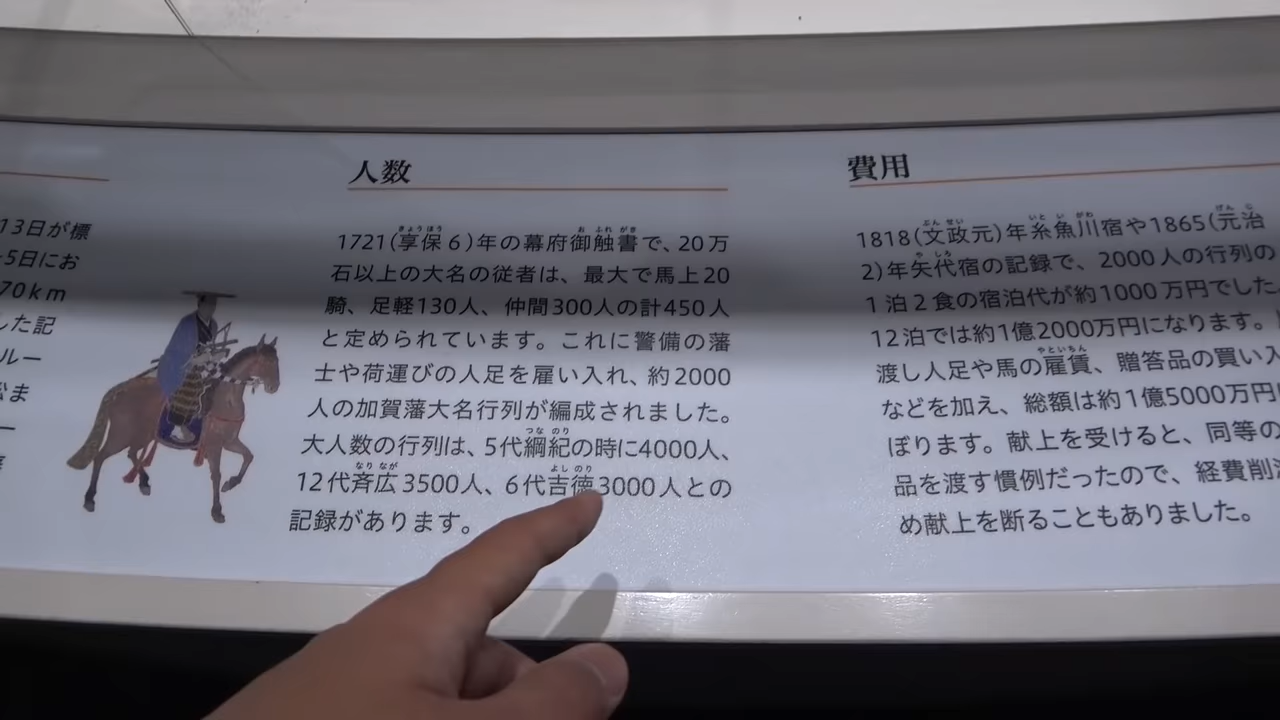 13日が標
5日にお
70km
した記
ルー
ま
ー
人数
1721(享保6)年の幕府御触書で、20万
石以上の大名の従者は、最大で馬上20
騎、足軽130人、仲間300人の計450人
と定められています。これに警備の藩
士や荷運びの人足を雇い入れ、約2000
人の加賀藩大名行列が編成されました。
大人数の行列は、5代綱紀の時に4000人、
12代斉広3500人、6代吉徳3000人との
記録があります。
費用
1818(文政元)年糸魚川宿や1865(元治
2)年矢代宿の記録で、2000人の行列の
1泊2食の宿泊代が約1000万円でした
12泊では約1億2000万円になります。
渡し人足や馬の雇賃、贈答品の買い入
などを加え、総額は約1億5000万円
ぼります。献上を受けると、同等の
品を渡す慣例だったので、経費削減
め献上を断ることもありました。